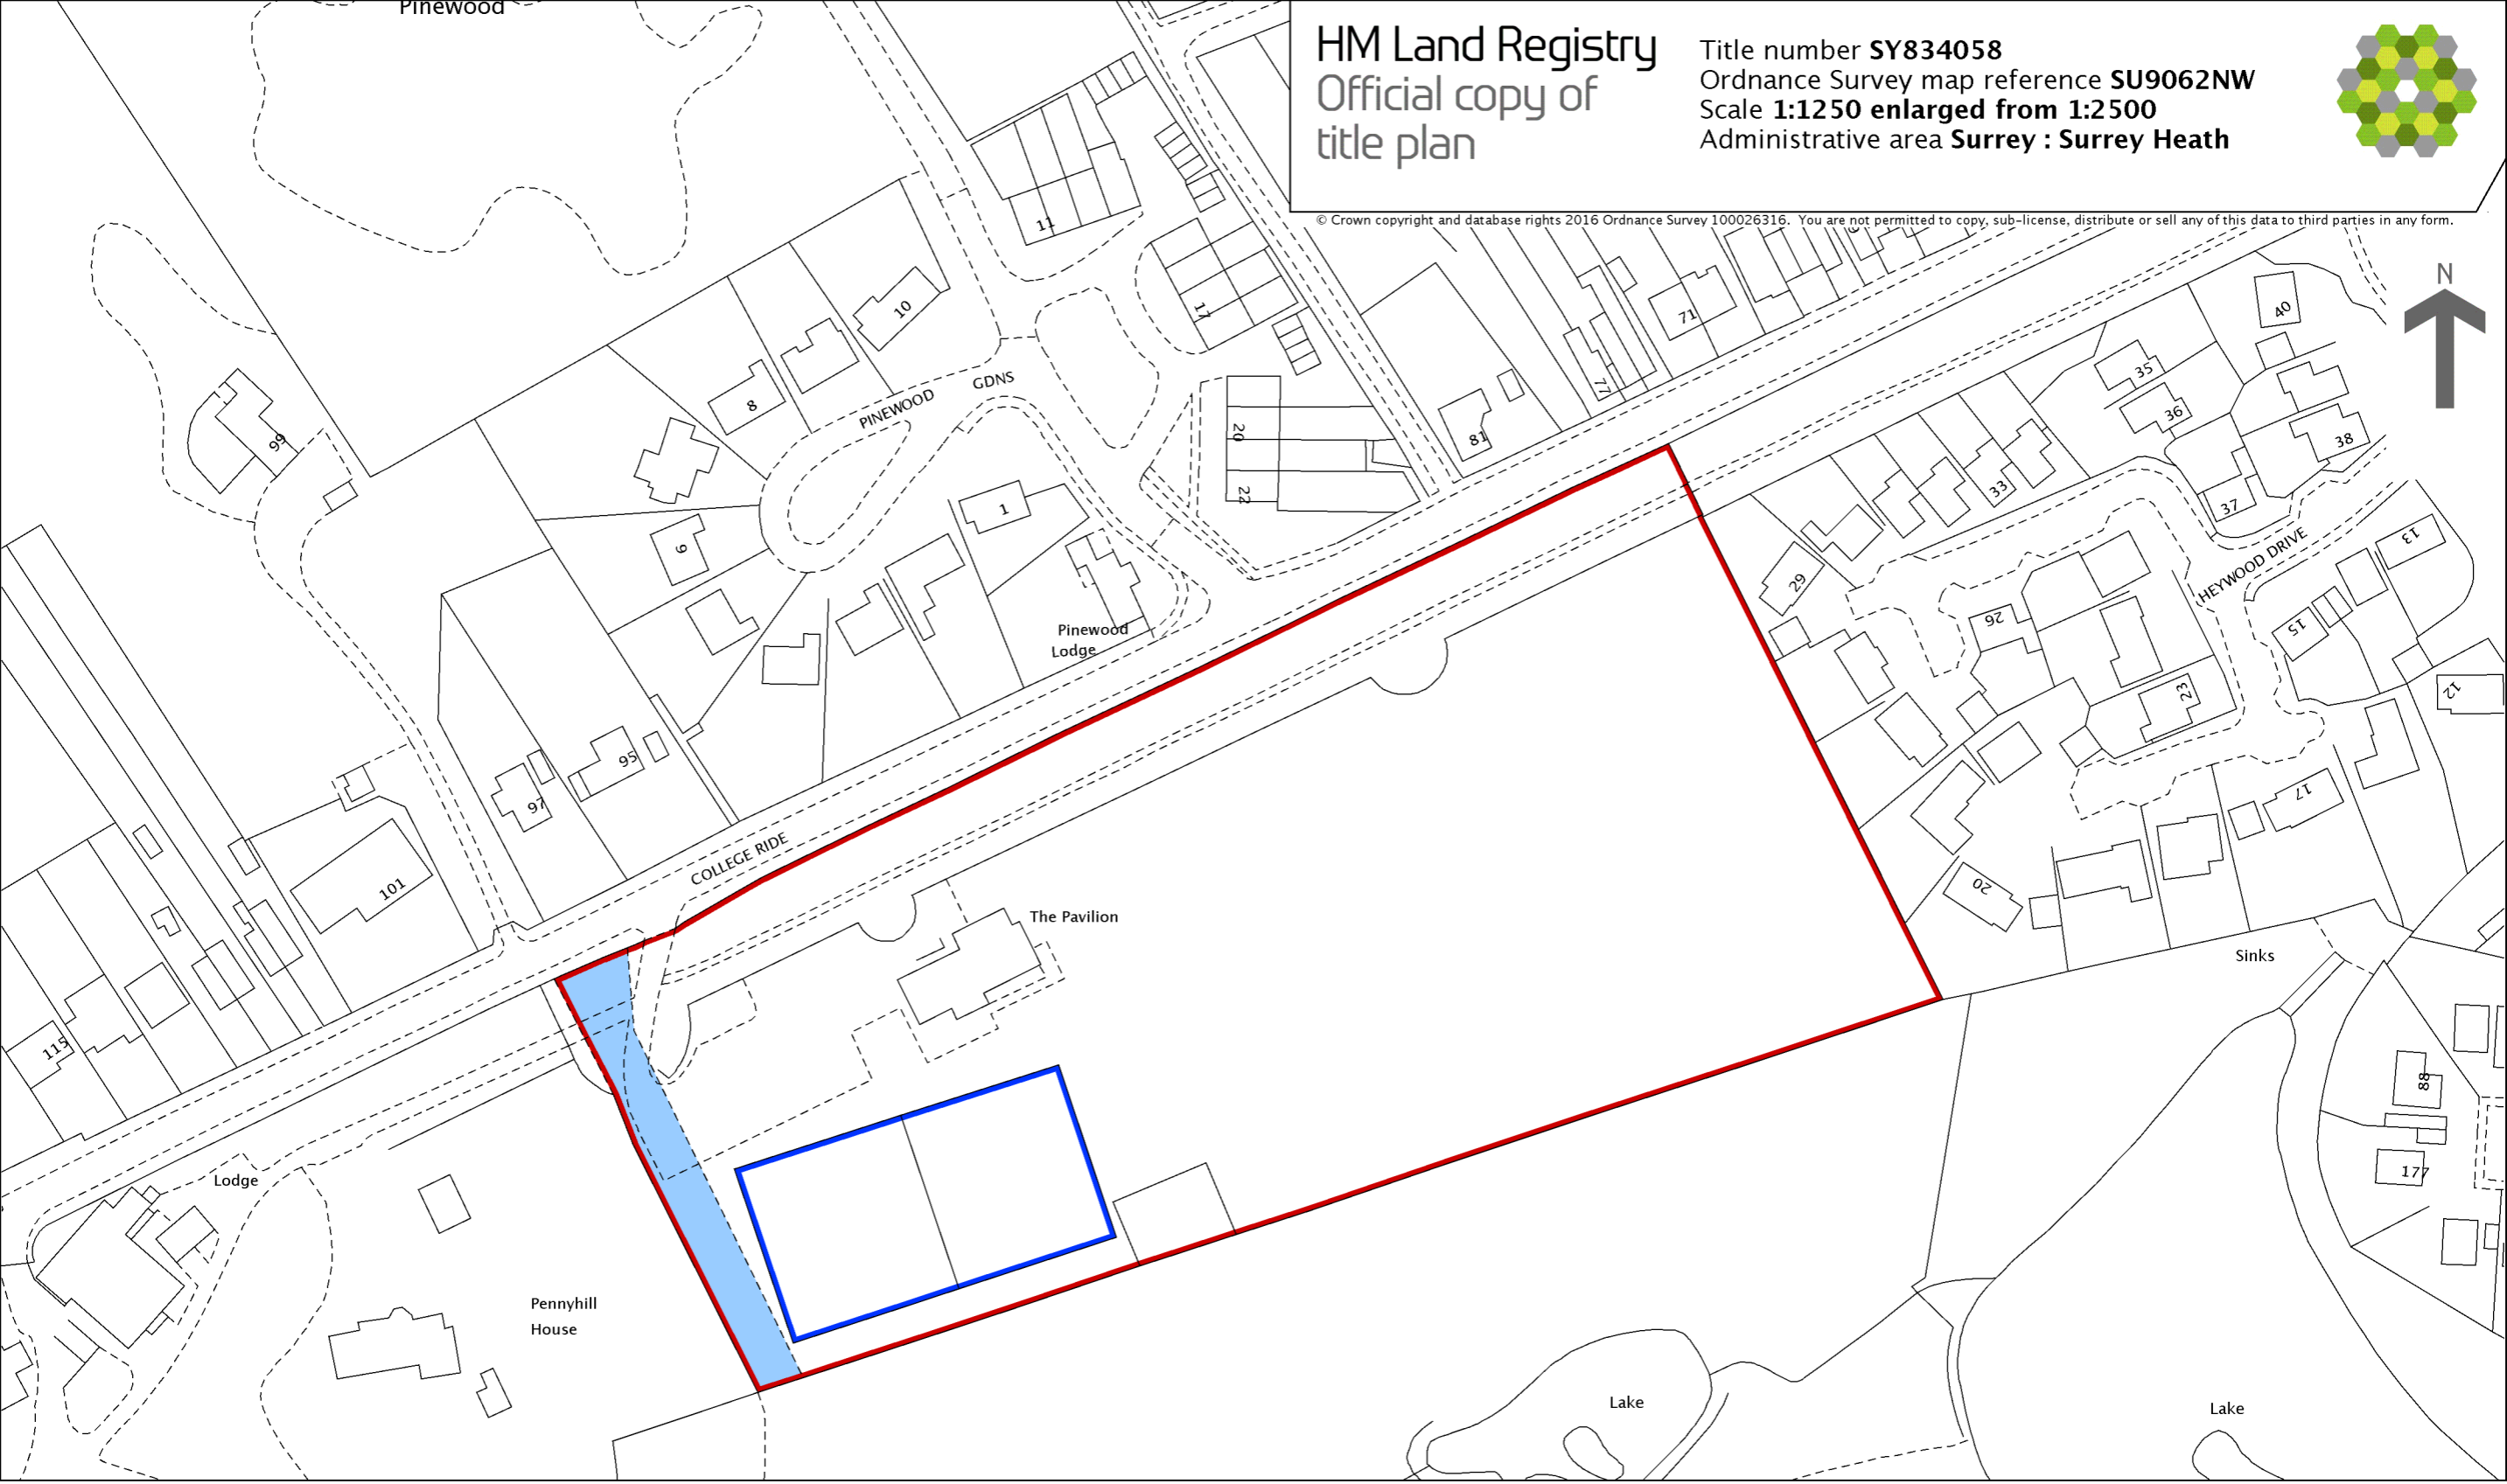 Pinewood
HM Land Registry
Official copy of
title plan
Title number SY834058
Ordnance Survey map reference SU9062NW
Scale 1:1250 enlarged from 1:2500
Administrative area Surrey : Surrey Heath
© Crown copyright and database rights 2016 Ordnance Survey 100026316. You are not permitted to copy, sub-license, distribute or sell any of this data to third parties in any form.
N
11
17
10
8
PINEWOOD GDNS
99
9
1
20
22
81
77
71
40
35
36
38
37
33
29
HEYWOOD DRIVE
13
15
26
23
12
17
20
Pinewood
Lodge
95
97
COLLEGE RIDE
101
115
The Pavilion
Sinks
88
177
Lodge
Pennyhill
House
Lake
Lake